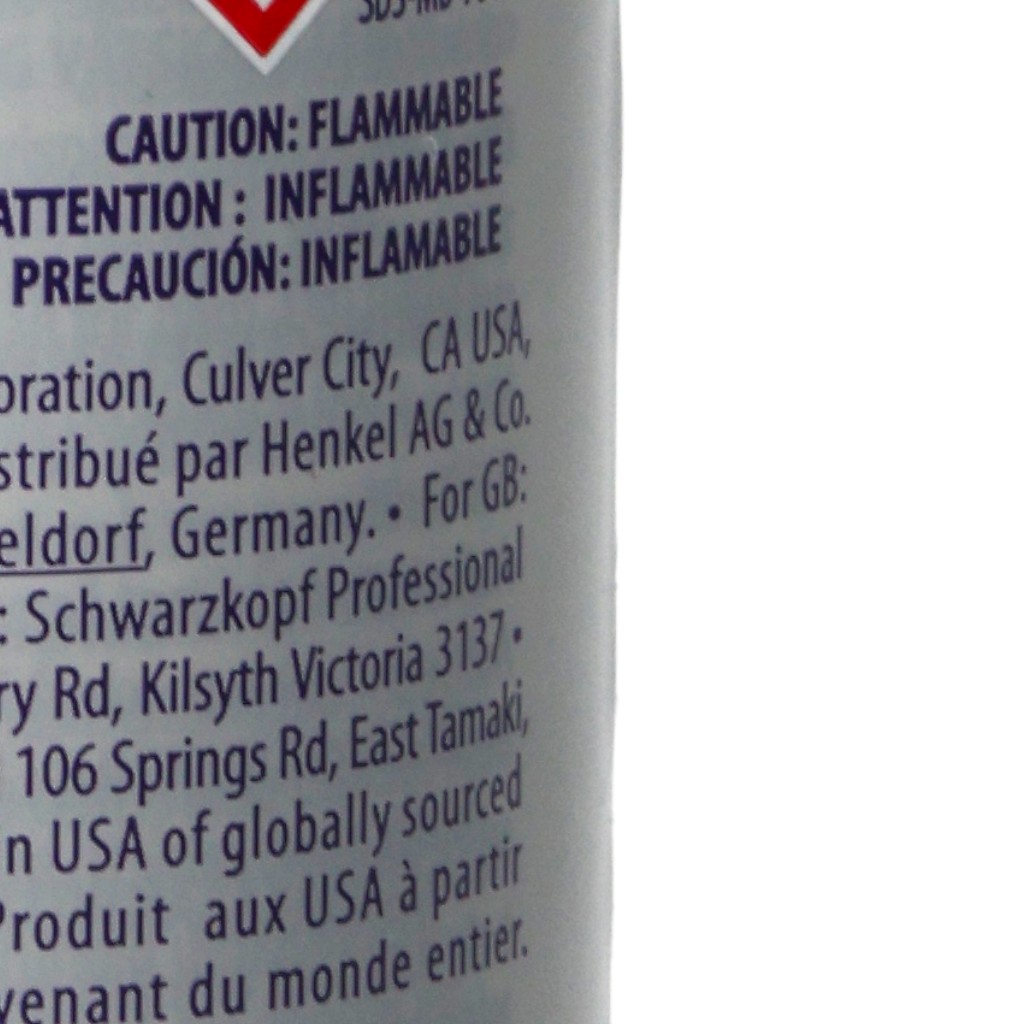 CAUTION: FLAMMABLE
ATTENTION : INFLAMMABLE
PRECAUCIÓN: INFLAMABLE
oration, Culver City, CA USA,
stribué par Henkel AG & Co.
eldorf, Germany. • For GB:
: Schwarzkopf Professional
ry Rd, Kilsyth Victoria 3137 •
106 Springs Rd, East Tamaki,
n USA of globally sourced
Produit aux USA à partir
venant du monde entier.